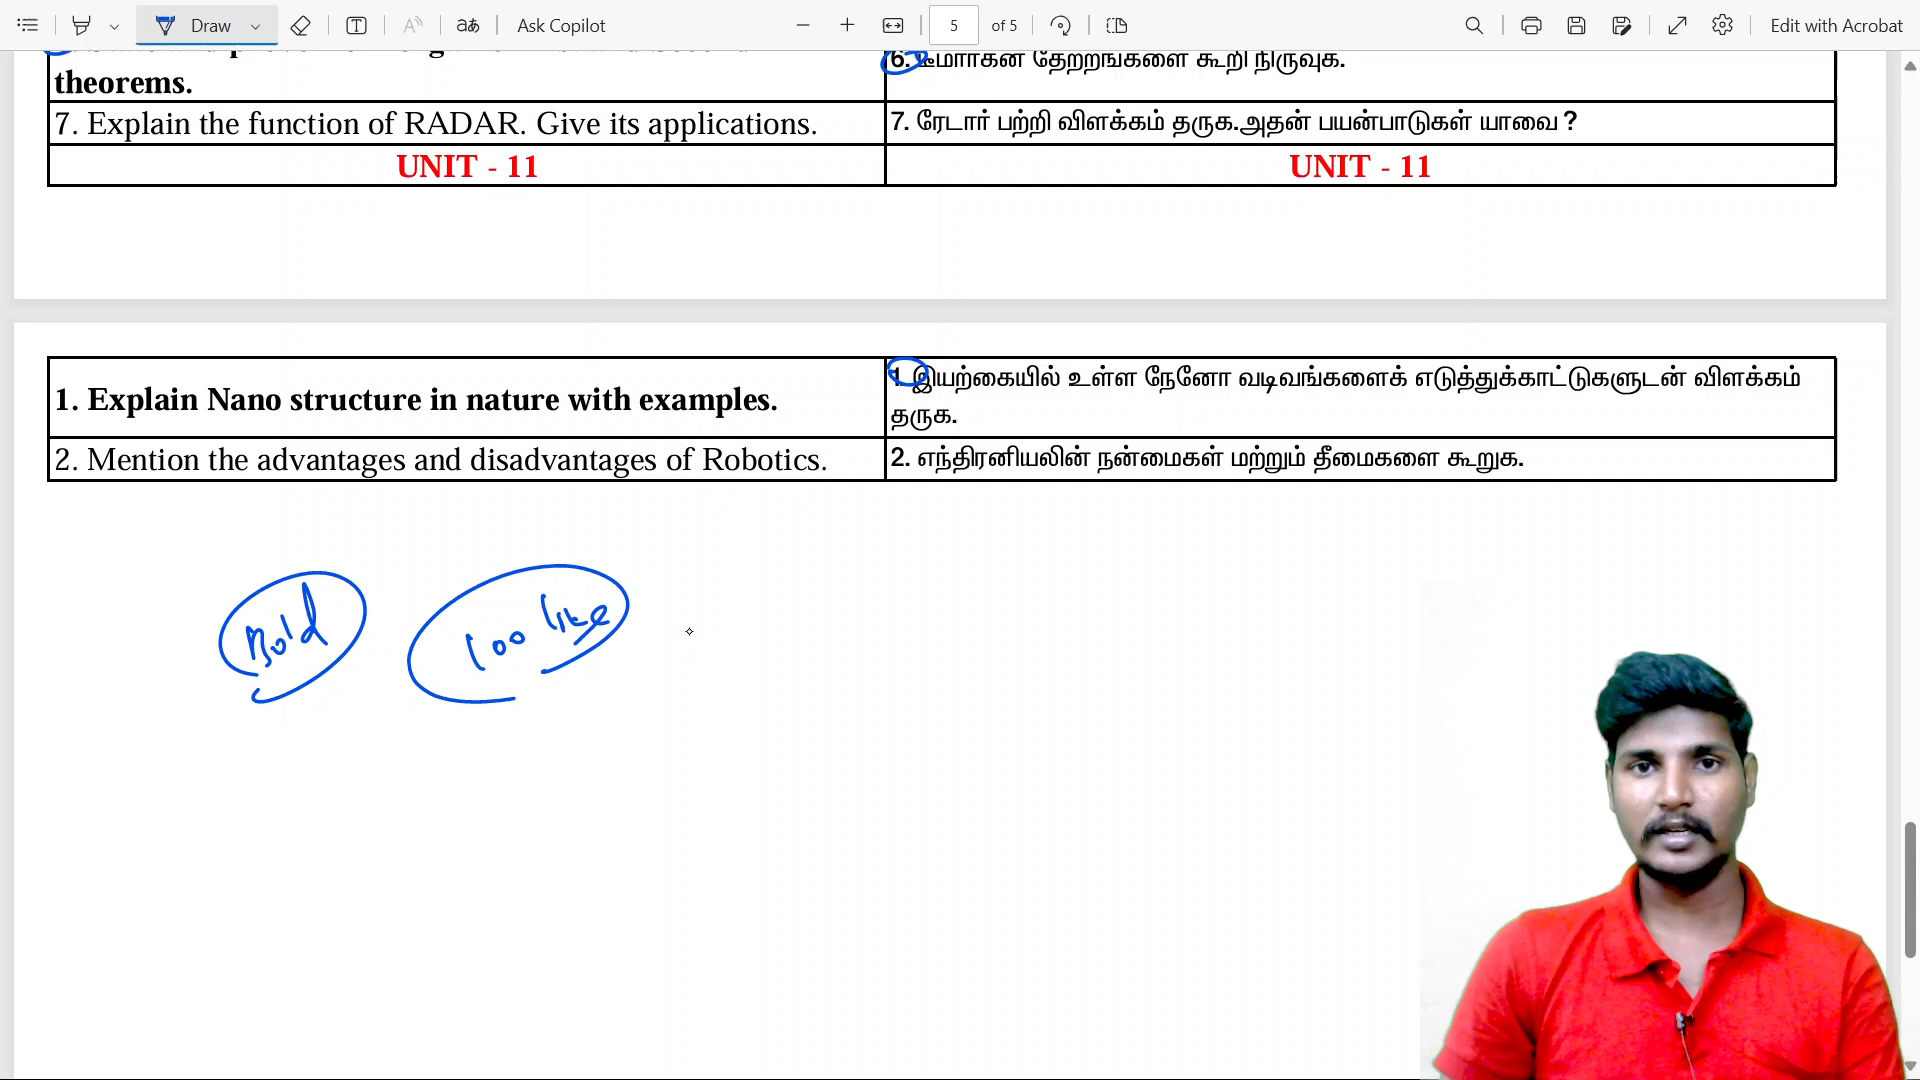 Draw
Ask Copilot
5 of 5
Edit with Acrobat
theorems.
6. டீமார்கன் தேற்றங்களை கூறி நிருவுக.
7. Explain the function of RADAR. Give its applications.
7. ரேடார் பற்றி விளக்கம் தருக.அதன் பயன்பாடுகள் யாவை ?
UNIT - 11
UNIT - 11
1. Explain Nano structure in nature with examples.
1. இயற்கையில் உள்ள நேனோ வடிவங்களைக் எடுத்துக்காட்டுகளுடன் விளக்கம்
தருக.
2. Mention the advantages and disadvantages of Robotics.
2. எந்திரனியலின் நன்மைகள் மற்றும் தீமைகளை கூறுக.
Bold
100 like